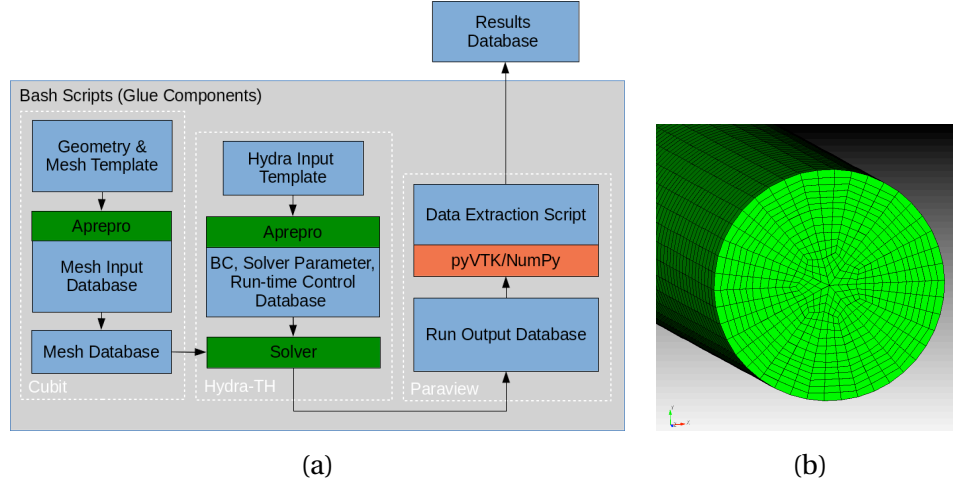 Results
Database
Bash Scripts (Glue Components)
Geometry &
Mesh Template
Aprepro
Mesh Input
Database
Mesh Database
Cubit
Hydra Input
Template
Aprepro
BC, Solver Parameter,
Run-time Control
Database
Solver
Hydra-TH
Data Extraction Script
pyVTK/NumPy
Run Output Database
Paraview
(a)
Y
Z
(b)